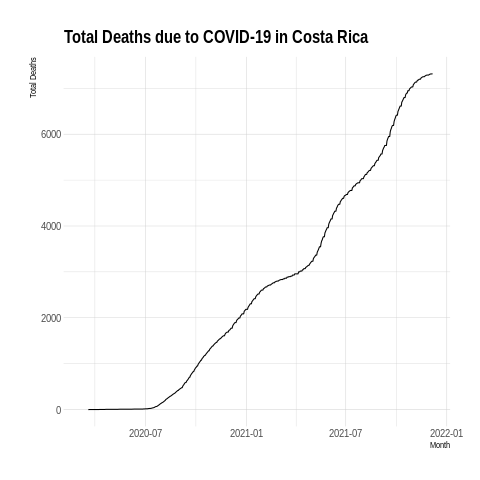 Total Deaths due to COVID-19 in Costa Rica
Total Deaths
6000
4000
2000
0
2020-07
2021-01
2021-07
2022-01
Month